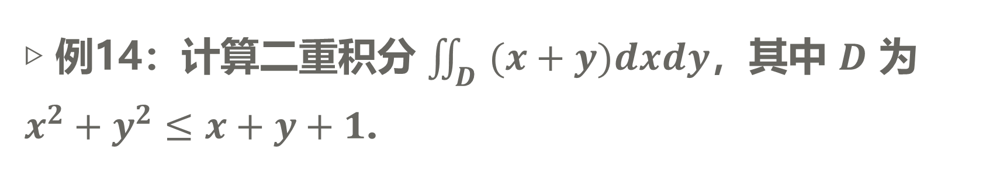 ▷ 例14：计算二重积分 ∬_D (x + y)dxdy，其中 D 为
x² + y² ≤ x + y + 1.